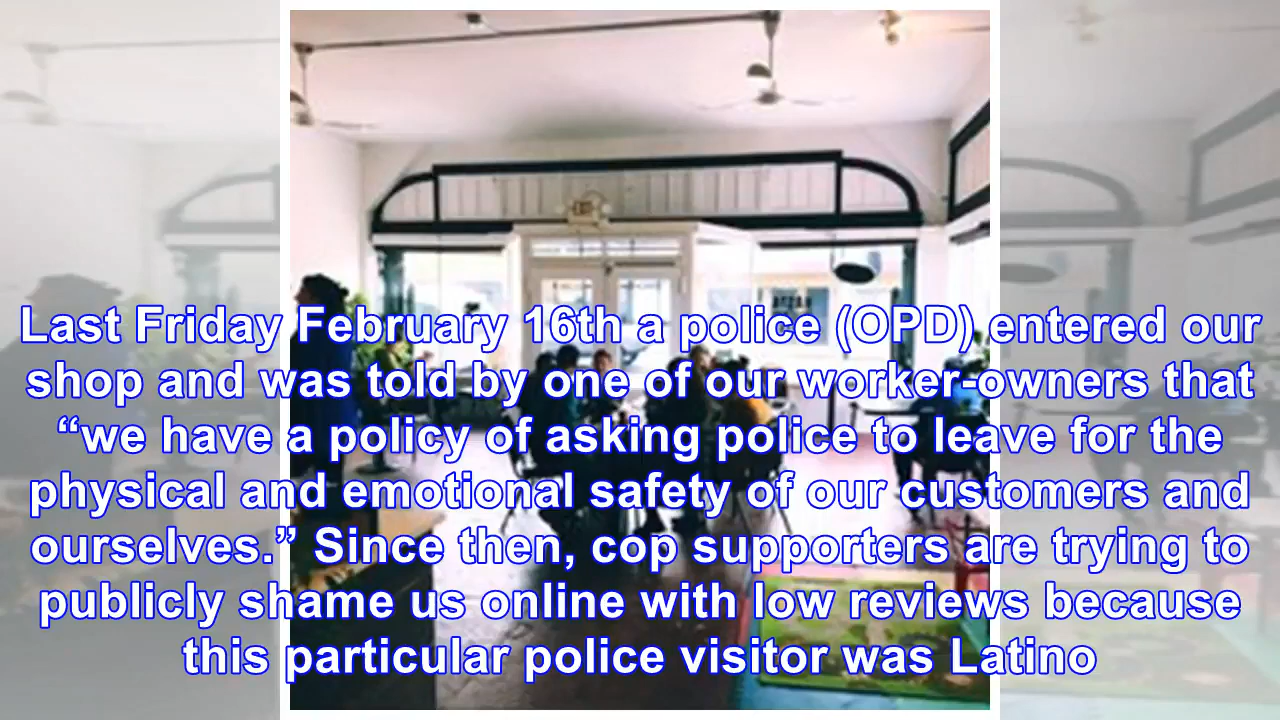 Last Friday February 16th a police (OPD) entered our
shop and was told by one of our worker-owners that
“we have a policy of asking police to leave for the
physical and emotional safety of our customers and
ourselves.” Since then, cop supporters are trying to
publicly shame us online with low reviews because
this particular police visitor was Latino